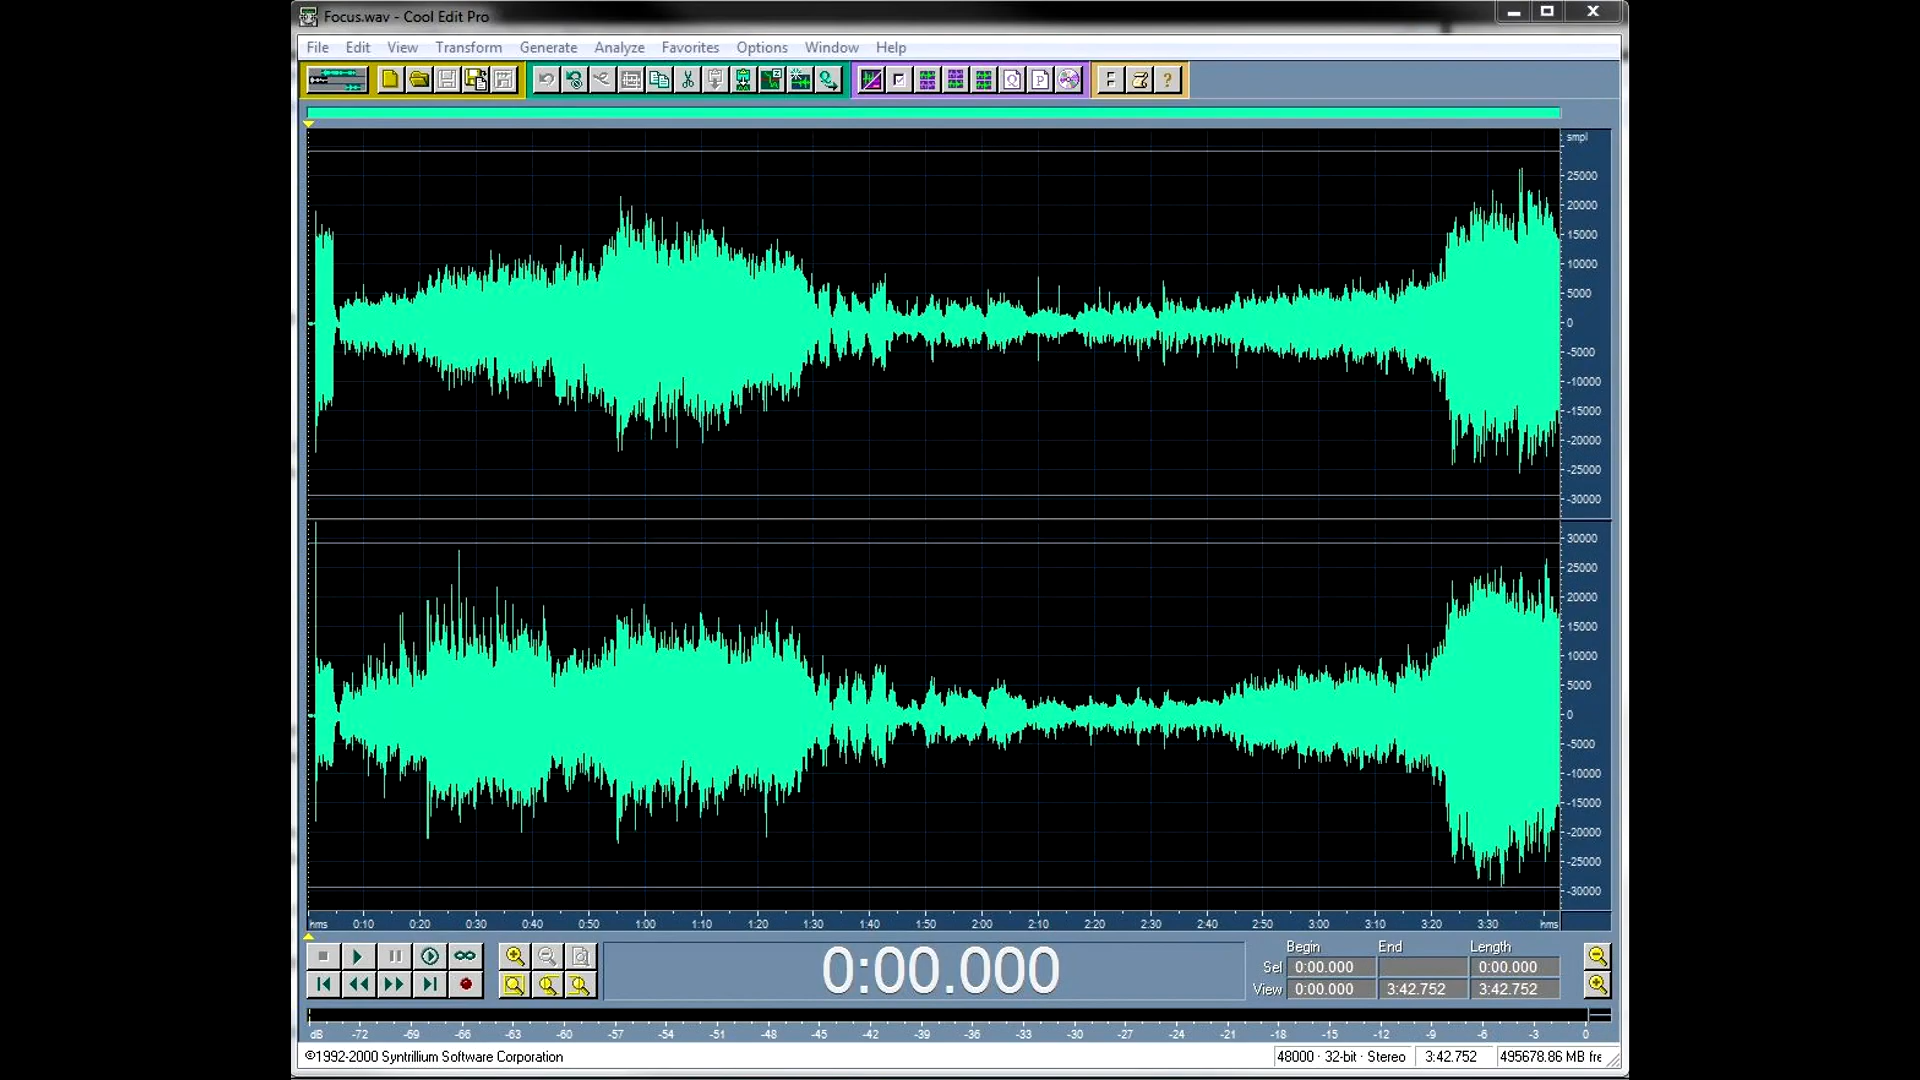 Focus.wav - Cool Edit Pro
File Edit View Transform Generate Analyze Favorites Options Window Help
F ?
smpl
25000
20000
15000
10000
5000
0
-5000
-10000
-15000
-20000
-25000
-30000
30000
25000
20000
15000
10000
5000
0
-5000
-10000
-15000
-20000
-25000
-30000
hms 0:10 0:20 0:30 0:40 0:50 1:00 1:10 1:20 1:30 1:40 1:50 2:00 2:10 2:20 2:30 2:40 2:50 3:00 3:10 3:20 3:30 hms
0:00.000
Begin End Length
Sel 0:00.000 0:00.000
View 0:00.000 3:42.752 3:42.752
dB -72 -69 -66 -63 -60 -57 -54 -51 -48 -45 -42 -39 -36 -33 -30 -27 -24 -21 -18 -15 -12 -9 -6 -3 0
©1992-2000 Syntrillium Software Corporation 48000 · 32-bit · Stereo 3:42.752 495678.86 MB fre